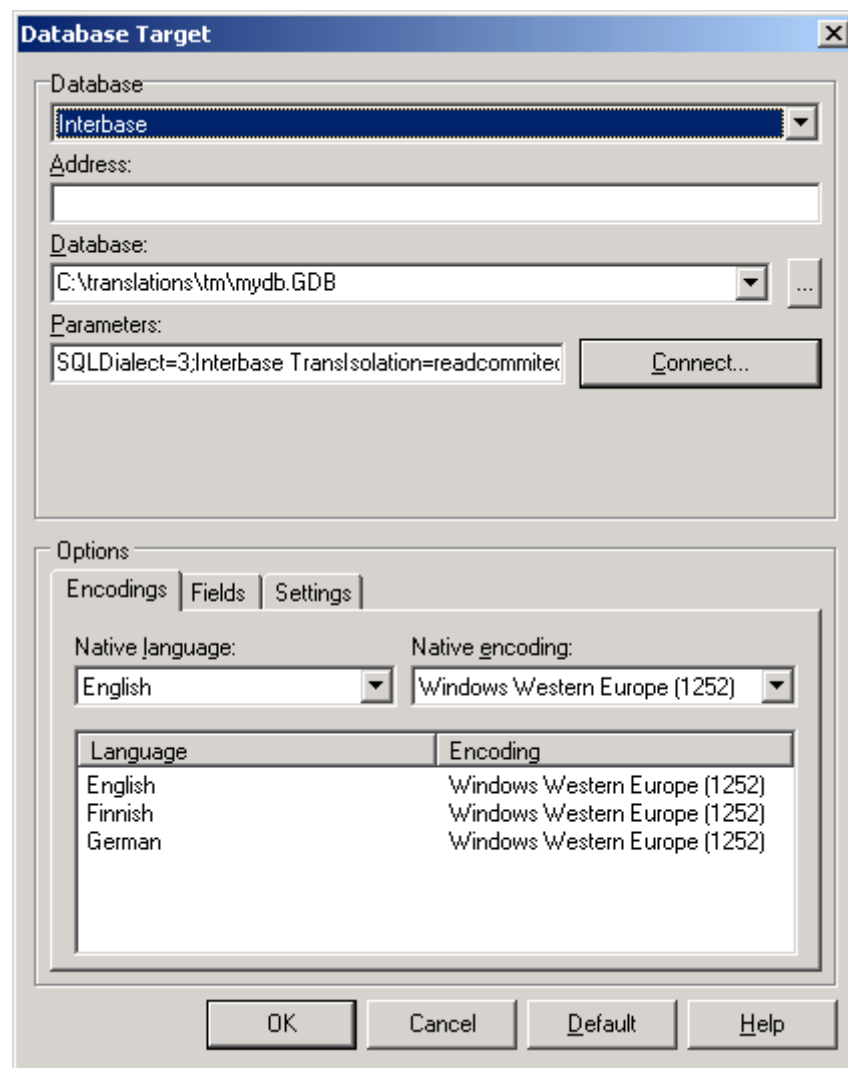 Database Target
Database
Interbase
Address:
Database:
C:\translations\tm\mydb.GDB
...
Parameters:
SQLDialect=3;Interbase TransIsolation=readcommited
Connect...
Options
Encodings Fields Settings
Native language: Native encoding:
English Windows Western Europe (1252)
Language Encoding
English Windows Western Europe (1252)
Finnish Windows Western Europe (1252)
German Windows Western Europe (1252)
OK Cancel Default Help